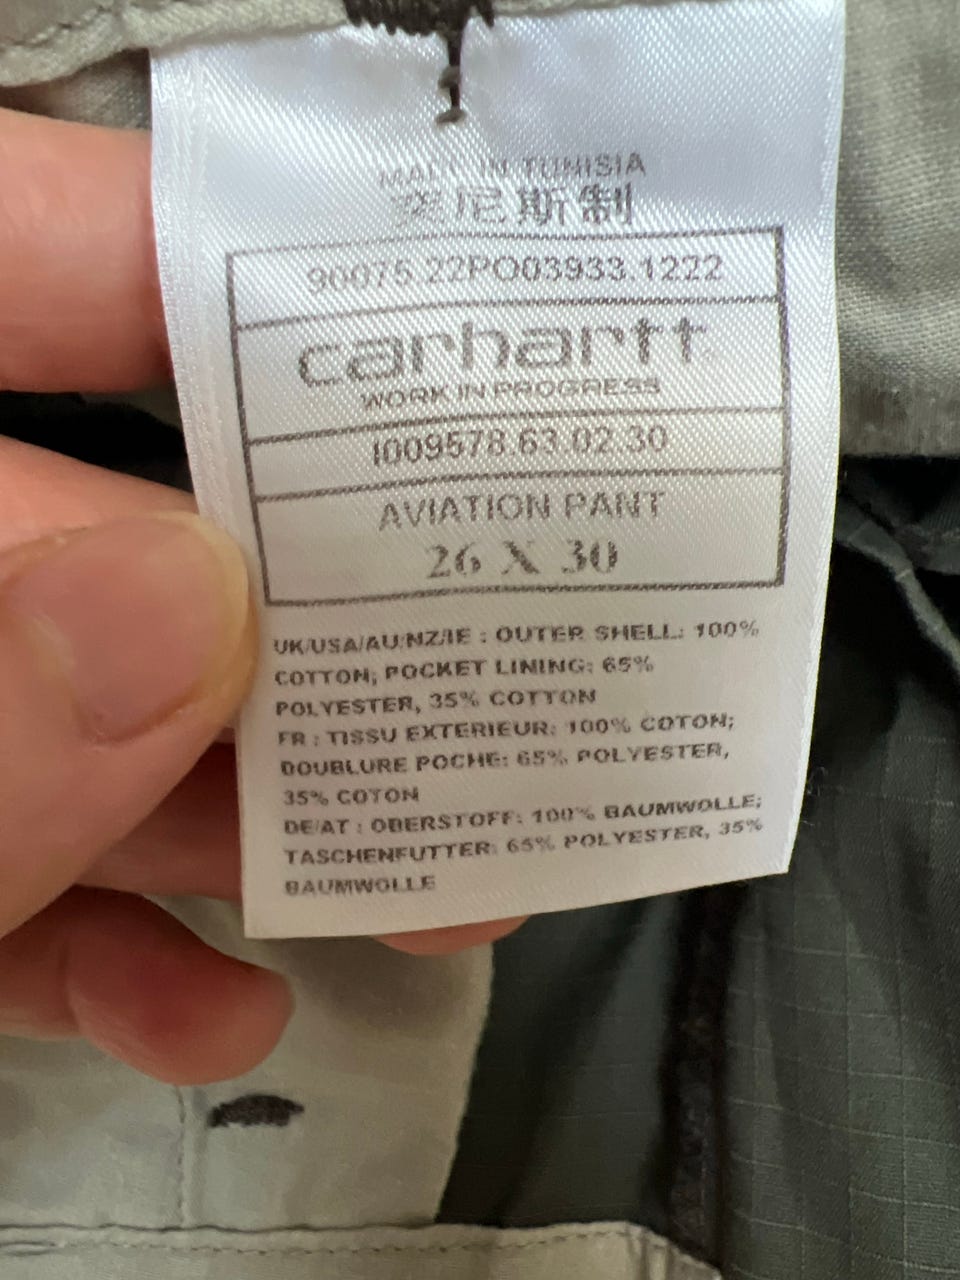 MADE IN TUNISIA
突尼斯制
90075.22PO03933.1222
carhartt
WORK IN PROGRESS
I009578.63.02.30
AVIATION PANT
26 X 30
UK/USA/AU/NZ/IE : OUTER SHELL: 100%
COTTON; POCKET LINING: 65%
POLYESTER, 35% COTTON
FR : TISSU EXTERIEUR: 100% COTON;
DOUBLURE POCHE: 65% POLYESTER,
35% COTON
DE/AT : OBERSTOFF: 100% BAUMWOLLE;
TASCHENFUTTER: 65% POLYESTER, 35%
BAUMWOLLE